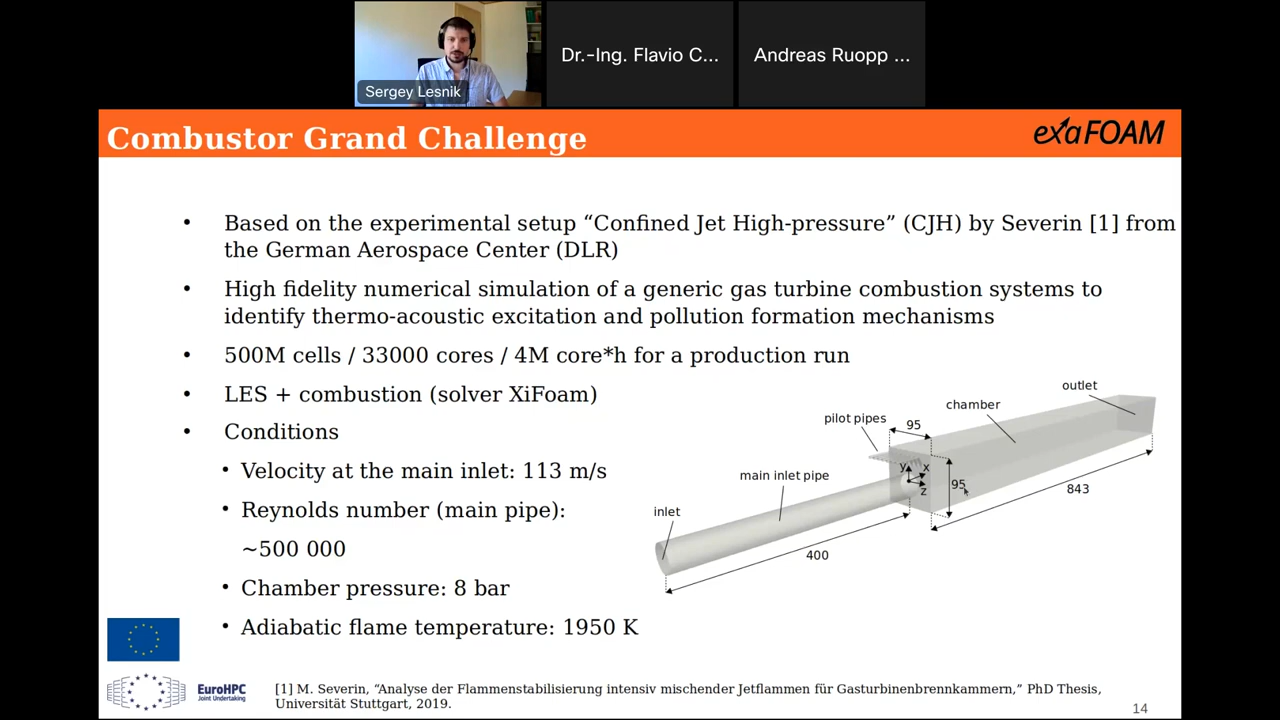 Sergey Lesnik
Dr.-Ing. Flavio C...
Andreas Ruopp ...
Combustor Grand Challenge
exaFOAM
• Based on the experimental setup “Confined Jet High-pressure” (CJH) by Severin [1] from
the German Aerospace Center (DLR)
• High fidelity numerical simulation of a generic gas turbine combustion systems to
identify thermo-acoustic excitation and pollution formation mechanisms
• 500M cells / 33000 cores / 4M core*h for a production run
• LES + combustion (solver XiFoam)
• Conditions
• Velocity at the main inlet: 113 m/s
• Reynolds number (main pipe):
~500 000
• Chamber pressure: 8 bar
• Adiabatic flame temperature: 1950 K
outlet
chamber
pilot pipes
95
y
x
z
95
main inlet pipe
843
inlet
400
EuroHPC
Joint Undertaking
[1] M. Severin, “Analyse der Flammenstabilisierung intensiv mischender Jetflammen für Gasturbinenbrennkammern,” PhD Thesis,
Universität Stuttgart, 2019.
14